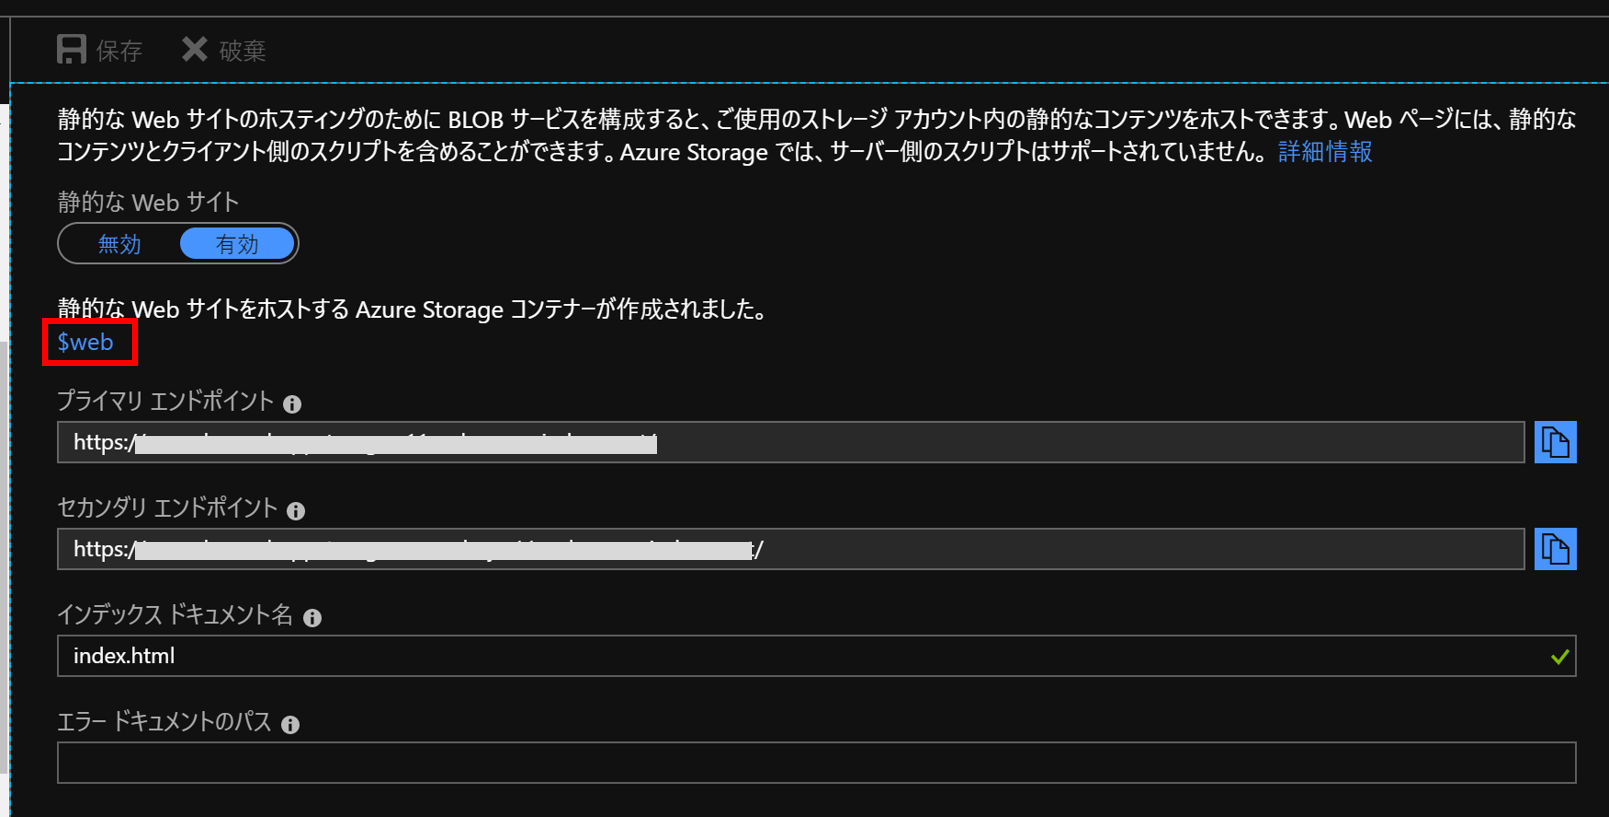 保存 破棄
静的な Web サイトのホスティングのために BLOB サービスを構成すると、ご使用のストレージ アカウント内の静的なコンテンツをホストできます。Web ページには、静的な
コンテンツとクライアント側のスクリプトを含めることができます。Azure Storage では、サーバー側のスクリプトはサポートされていません。 詳細情報
静的な Web サイト
無効 有効
静的な Web サイトをホストする Azure Storage コンテナーが作成されました。
$web
プライマリ エンドポイント
https:/
セカンダリ エンドポイント
https:/
インデックス ドキュメント名
index.html
エラー ドキュメントのパス